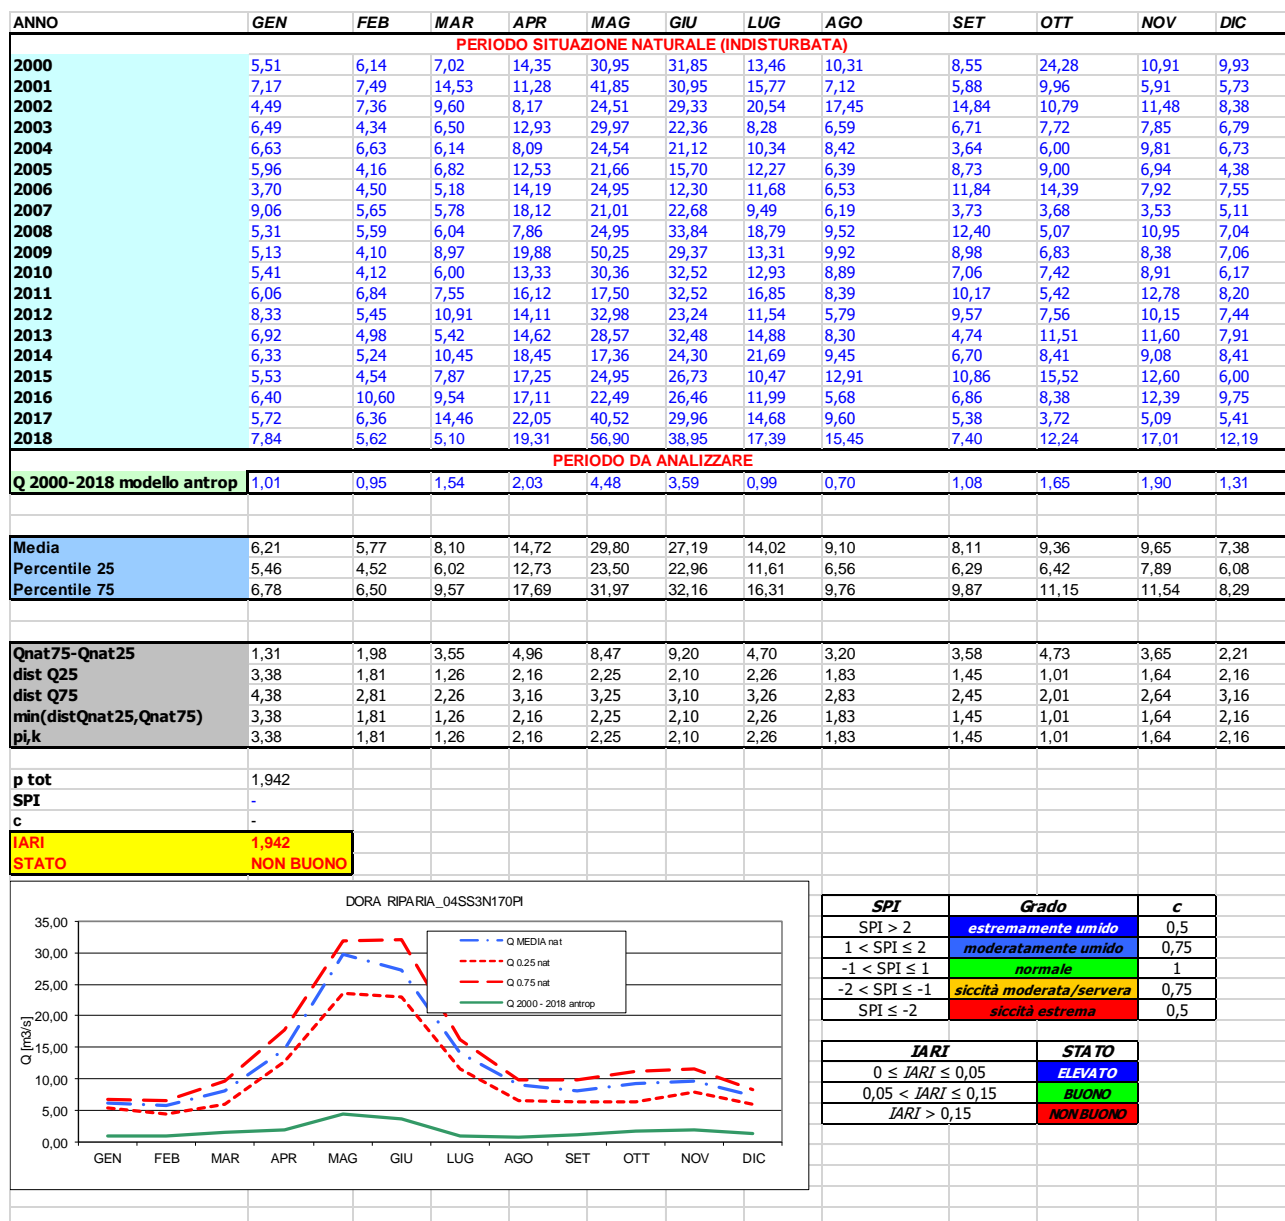 ANNO GEN FEB MAR APR MAG GIU LUG AGO SET OTT NOV DIC
PERIODO SITUAZIONE NATURALE (INDISTURBATA)
2000 5,51 6,14 7,02 14,35 30,95 31,85 13,46 10,31 8,55 24,28 10,91 9,93
2001 7,17 7,49 14,53 11,28 41,85 30,95 15,77 7,12 5,88 9,96 5,91 5,73
2002 4,49 7,36 9,60 8,17 24,51 29,33 20,54 17,45 14,84 10,79 11,48 8,38
2003 6,49 4,34 6,50 12,93 29,97 22,36 8,28 6,59 6,71 7,72 7,85 6,79
2004 6,63 6,63 6,14 8,09 24,54 21,12 10,34 8,42 3,64 6,00 9,81 6,73
2005 5,96 4,16 6,82 12,53 21,66 15,70 12,27 6,39 8,73 9,00 6,94 4,38
2006 3,70 4,50 5,18 14,19 24,95 12,30 11,68 6,53 11,84 14,39 7,92 7,55
2007 9,06 5,65 5,78 18,12 21,01 22,68 9,49 6,19 3,73 3,68 3,53 5,11
2008 5,31 5,59 6,04 7,86 24,95 33,84 18,79 9,52 12,40 5,07 10,95 7,04
2009 5,13 4,10 8,97 19,88 50,25 29,37 13,31 9,92 8,98 6,83 8,38 7,06
2010 5,41 4,12 6,00 13,33 30,36 32,52 12,93 8,89 7,06 7,42 8,91 6,17
2011 6,06 6,84 7,55 16,12 17,50 32,52 16,85 8,39 10,17 5,42 12,78 8,20
2012 8,33 5,45 10,91 14,11 32,98 23,24 11,54 5,79 9,57 7,56 10,15 7,44
2013 6,92 4,98 5,42 14,62 28,57 32,48 14,88 8,30 4,74 11,51 11,60 7,91
2014 6,33 5,24 10,45 18,45 17,36 24,30 21,69 9,45 6,70 8,41 9,08 8,41
2015 5,53 4,54 7,87 17,25 24,95 26,73 10,47 12,91 10,86 15,52 12,60 6,00
2016 6,40 10,60 9,54 17,11 22,49 26,46 11,99 5,68 6,86 8,38 12,39 9,75
2017 5,72 6,36 14,46 22,05 40,52 29,96 14,68 9,60 5,38 3,72 5,09 5,41
2018 7,84 5,62 5,10 19,31 56,90 38,95 17,39 15,45 7,40 12,24 17,01 12,19
PERIODO DA ANALIZZARE
Q 2000-2018 modello antrop 1,01 0,95 1,54 2,03 4,48 3,59 0,99 0,70 1,08 1,65 1,90 1,31
Media 6,21 5,77 8,10 14,72 29,80 27,19 14,02 9,10 8,11 9,36 9,65 7,38
Percentile 25 5,46 4,52 6,02 12,73 23,50 22,96 11,61 6,56 6,29 6,42 7,89 6,08
Percentile 75 6,78 6,50 9,57 17,69 31,97 32,16 16,31 9,76 9,87 11,15 11,54 8,29
Qnat75-Qnat25 1,31 1,98 3,55 4,96 8,47 9,20 4,70 3,20 3,58 4,73 3,65 2,21
dist Q25 3,38 1,81 1,26 2,16 2,25 2,10 2,26 1,83 1,45 1,01 1,64 2,16
dist Q75 4,38 2,81 2,26 3,16 3,25 3,10 3,26 2,83 2,45 2,01 2,64 3,16
min(distQnat25,Qnat75) 3,38 1,81 1,26 2,16 2,25 2,10 2,26 1,83 1,45 1,01 1,64 2,16
pi,k 3,38 1,81 1,26 2,16 2,25 2,10 2,26 1,83 1,45 1,01 1,64 2,16
p tot 1,942
SPI -
c -
IARI 1,942
STATO NON BUONO
DORA RIPARIA_04SS3N170PI
Q [m3/s]
35,00
30,00
25,00
20,00
15,00
10,00
5,00
0,00
Q MEDIA nat
Q 0.25 nat
Q 0.75 nat
Q 2000 - 2018 antrop
GEN FEB MAR APR MAG GIU LUG AGO SET OTT NOV DIC
SPI Grado c
SPI > 2 estremamente umido 0,5
1 < SPI ≤ 2 moderatamente umido 0,75
-1 < SPI ≤ 1 normale 1
-2 < SPI ≤ -1 siccità moderata/servera 0,75
SPI ≤ -2 siccità estrema 0,5
IARI STATO
0 ≤ IARI ≤ 0,05 ELEVATO
0,05 < IARI ≤ 0,15 BUONO
IARI > 0,15 NON BUONO